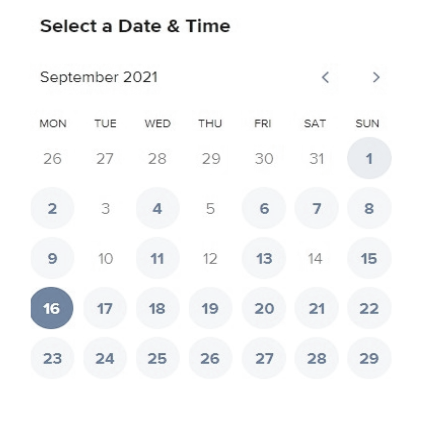 Select a Date & Time
September 2021
MON TUE WED THU FRI SAT SUN
26 27 28 29 30 31 1
2 3 4 5 6 7 8
9 10 11 12 13 14 15
16 17 18 19 20 21 22
23 24 25 26 27 28 29